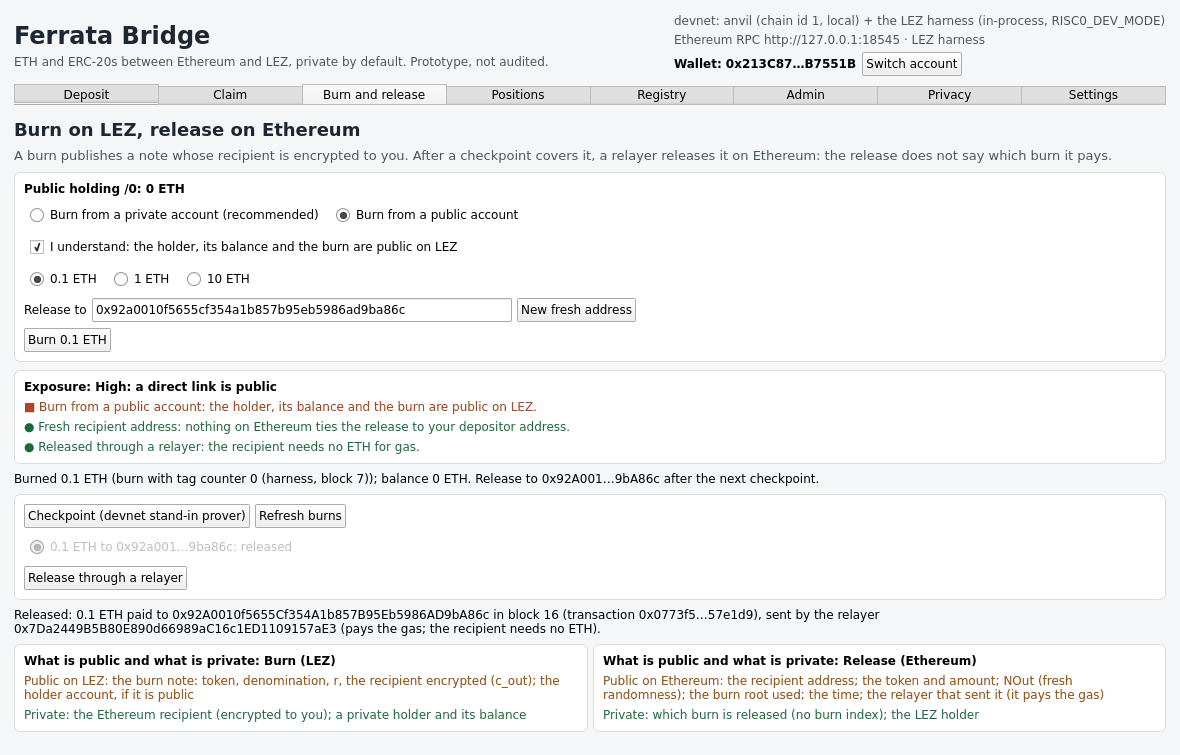 Ferrata Bridge
ETH and ERC-20s between Ethereum and LEZ, private by default. Prototype, not audited.
devnet: anvil (chain id 1, local) + the LEZ harness (in-process, RISC0_DEV_MODE)
Ethereum RPC http://127.0.0.1:18545 · LEZ harness
Wallet: 0x213C87…B7551B Switch account
Deposit Claim Burn and release Positions Registry Admin Privacy Settings
Burn on LEZ, release on Ethereum
A burn publishes a note whose recipient is encrypted to you. After a checkpoint covers it, a relayer releases it on Ethereum: the release does not say which burn it pays.
Public holding /0: 0 ETH
Burn from a private account (recommended) Burn from a public account
I understand: the holder, its balance and the burn are public on LEZ
0.1 ETH 1 ETH 10 ETH
Release to 0x92a0010f5655cf354a1b857b95eb5986ad9ba86c New fresh address
Burn 0.1 ETH
Exposure: High: a direct link is public
Burn from a public account: the holder, its balance and the burn are public on LEZ.
Fresh recipient address: nothing on Ethereum ties the release to your depositor address.
Released through a relayer: the recipient needs no ETH for gas.
Burned 0.1 ETH (burn with tag counter 0 (harness, block 7)); balance 0 ETH. Release to 0x92A001…9bA86c after the next checkpoint.
Checkpoint (devnet stand-in prover) Refresh burns
0.1 ETH to 0x92a001…9ba86c: released
Release through a relayer
Released: 0.1 ETH paid to 0x92A0010f5655Cf354A1b857B95Eb5986AD9bA86c in block 16 (transaction 0x0773f5…57e1d9), sent by the relayer
0x7Da2449B5B80E890d66989aC16c1ED1109157aE3 (pays the gas; the recipient needs no ETH).
What is public and what is private: Burn (LEZ)
Public on LEZ: the burn note: token, denomination, r, the recipient encrypted (c_out); the
holder account, if it is public
Private: the Ethereum recipient (encrypted to you); a private holder and its balance
What is public and what is private: Release (Ethereum)
Public on Ethereum: the recipient address; the token and amount; NOut (fresh
randomness); the burn root used; the time; the relayer that sent it (it pays the gas)
Private: which burn is released (no burn index); the LEZ holder